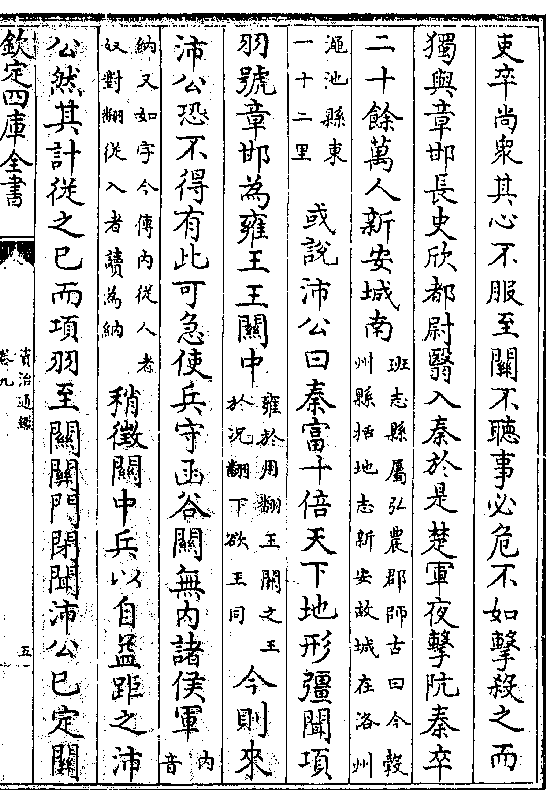 吏卒尚衆其心不服至關不聽事必危不如擊殺之而
獨與章邯長史欣都尉翳入秦於是楚軍夜擊阬秦卒
二十餘萬人新安城南
班志縣屬弘農郡師古曰今穀
州縣括地志新安故城在洛州
澠池縣東
一十二里
或說沛公曰秦富十倍天下地形彊聞項
羽號章邯為雍王王關中
雍於用翻王關之王
於况翻下欲王同
今則來
沛公恐不得有此可急使兵守函谷關無内諸侯軍
内
音
納又如字今傳内從人者
奴對翻從入者讀為納
稍徵關中兵以自益距之沛
公然其計從之已而項羽至關關門閉聞沛公已定關
欽定四庫全書
資治通鑑
卷九
五